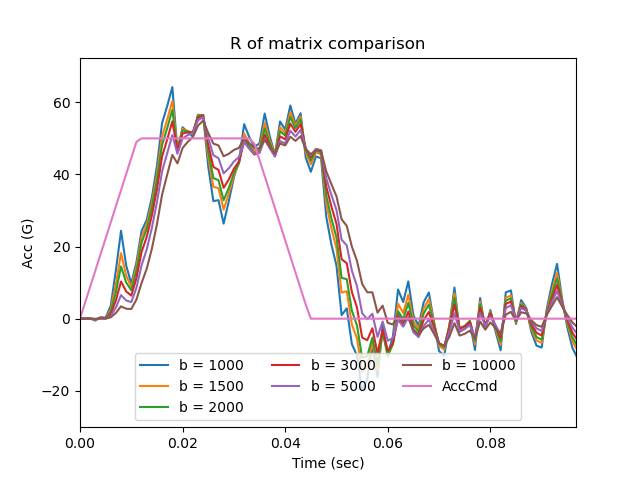 R of matrix comparison
Acc (G)
60
40
20
0
−20
b = 1000
b = 1500
b = 2000
b = 3000
b = 5000
b = 10000
AccCmd
0.00
0.02
0.04
0.06
0.08
Time (sec)